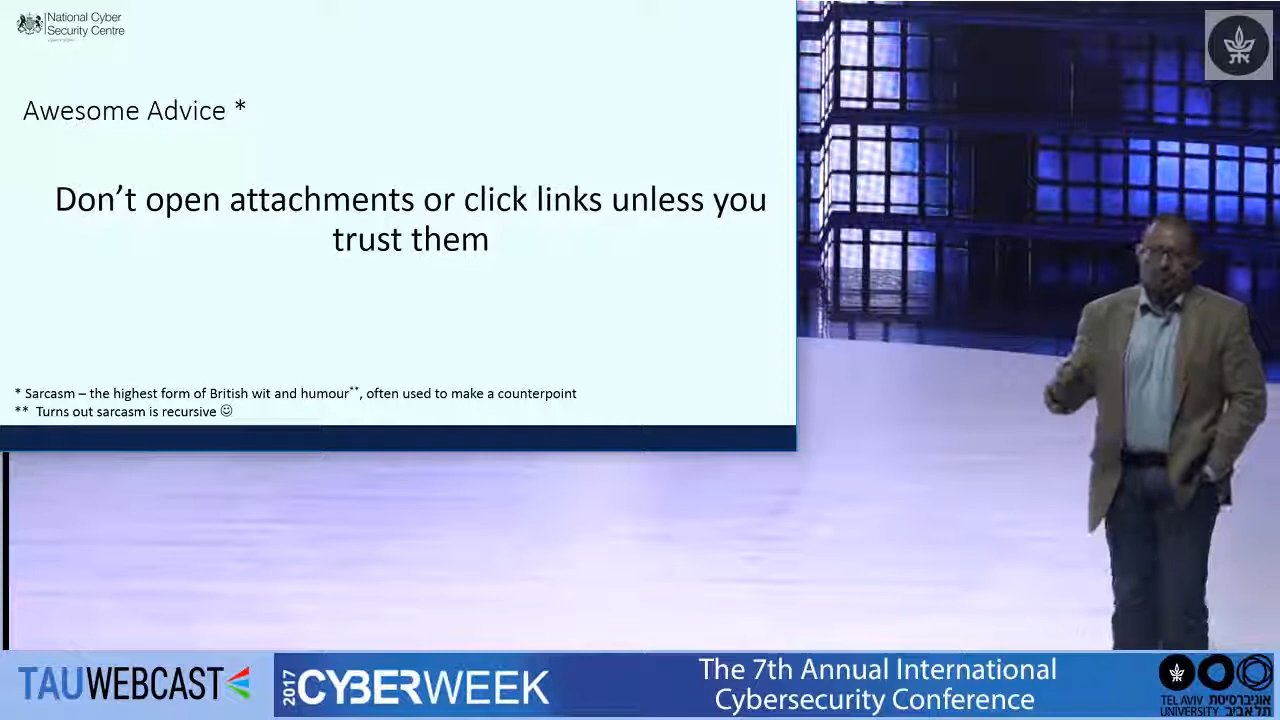 National Cyber
Security Centre
Awesome Advice *
Don't open attachments or click links unless you
trust them
* Sarcasm – the highest form of British wit and humour**, often used to make a counterpoint
** Turns out sarcasm is recursive ☺
TAUWEBCAST
2017 CYBERWEEK
The 7th Annual International
Cybersecurity Conference
TEL AVIV אוניברסיטת
UNIVERSITY תל אביב